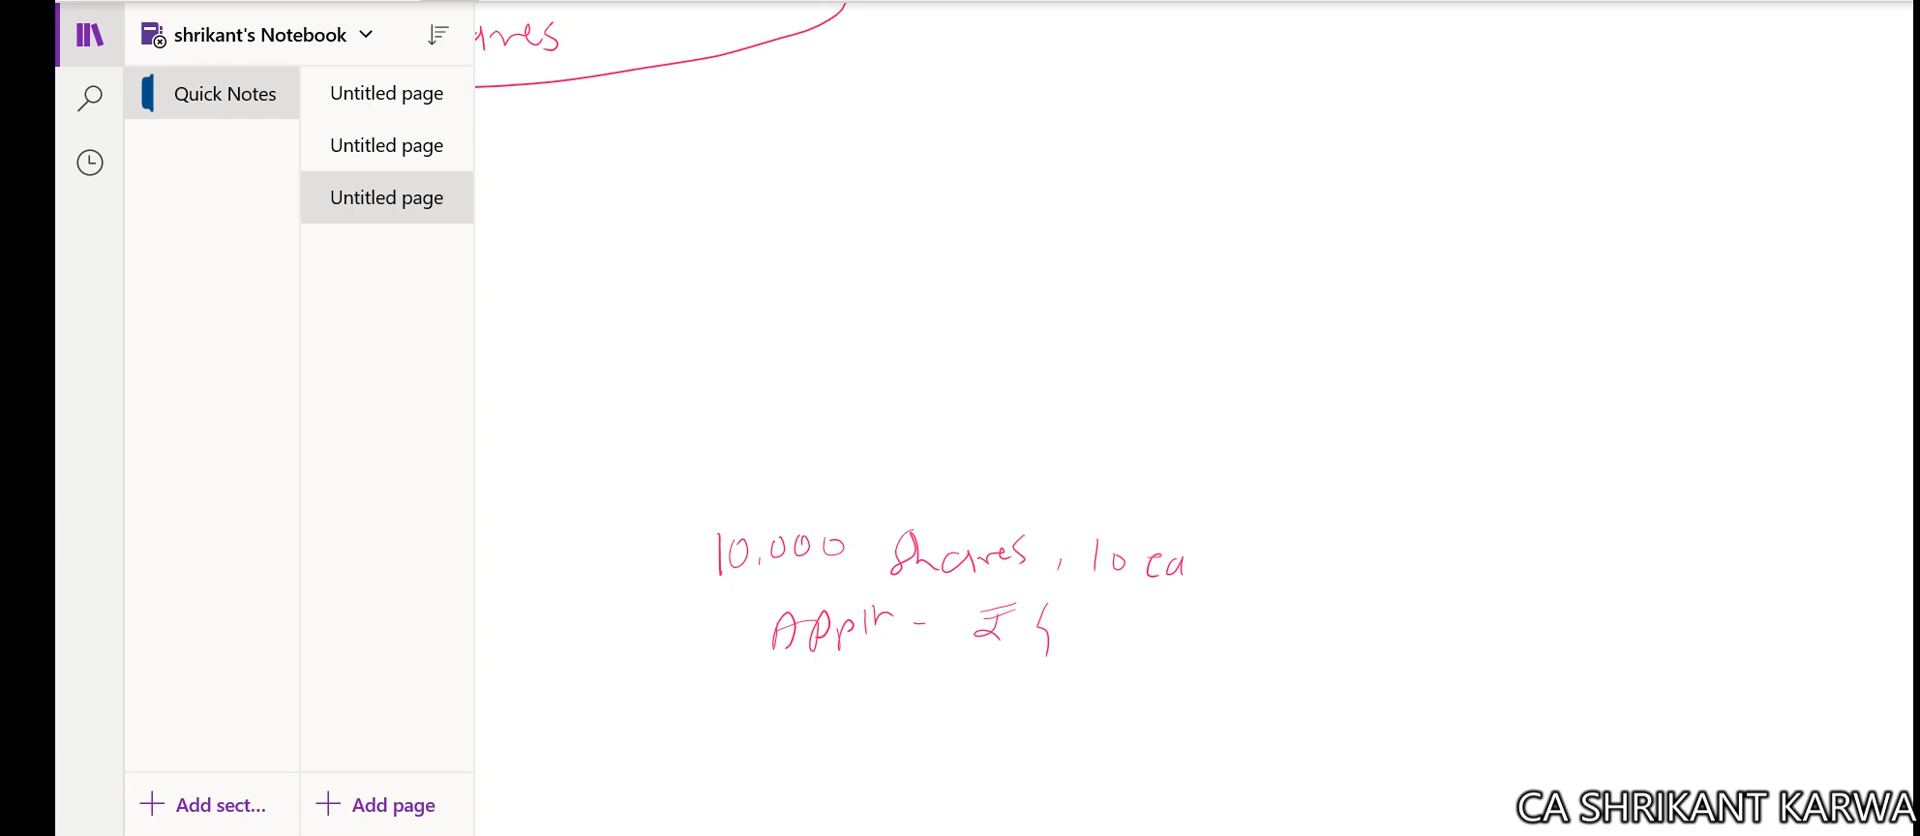 shrikant's Notebook
ares
Quick Notes
Untitled page
Untitled page
Untitled page
10,000 Shares, 10 ea
Appln - ₹
Add sect...
Add page
CA SHRIKANT KARWA